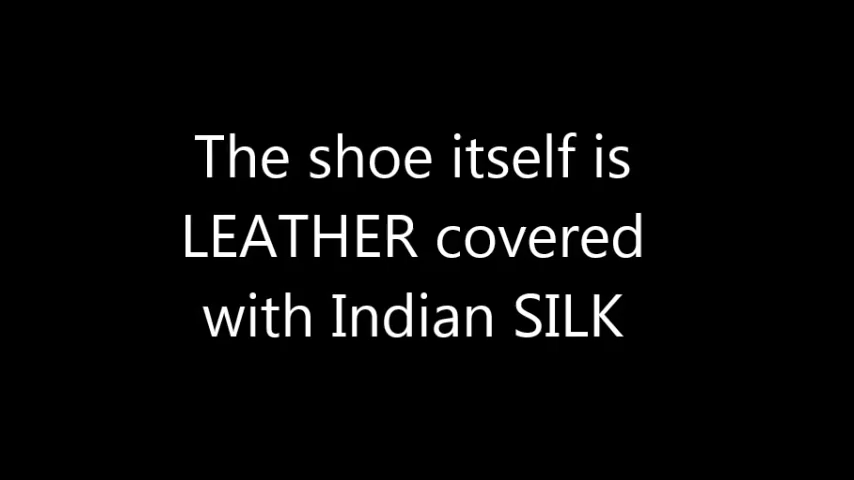 The shoe itself is
LEATHER covered
with Indian SILK